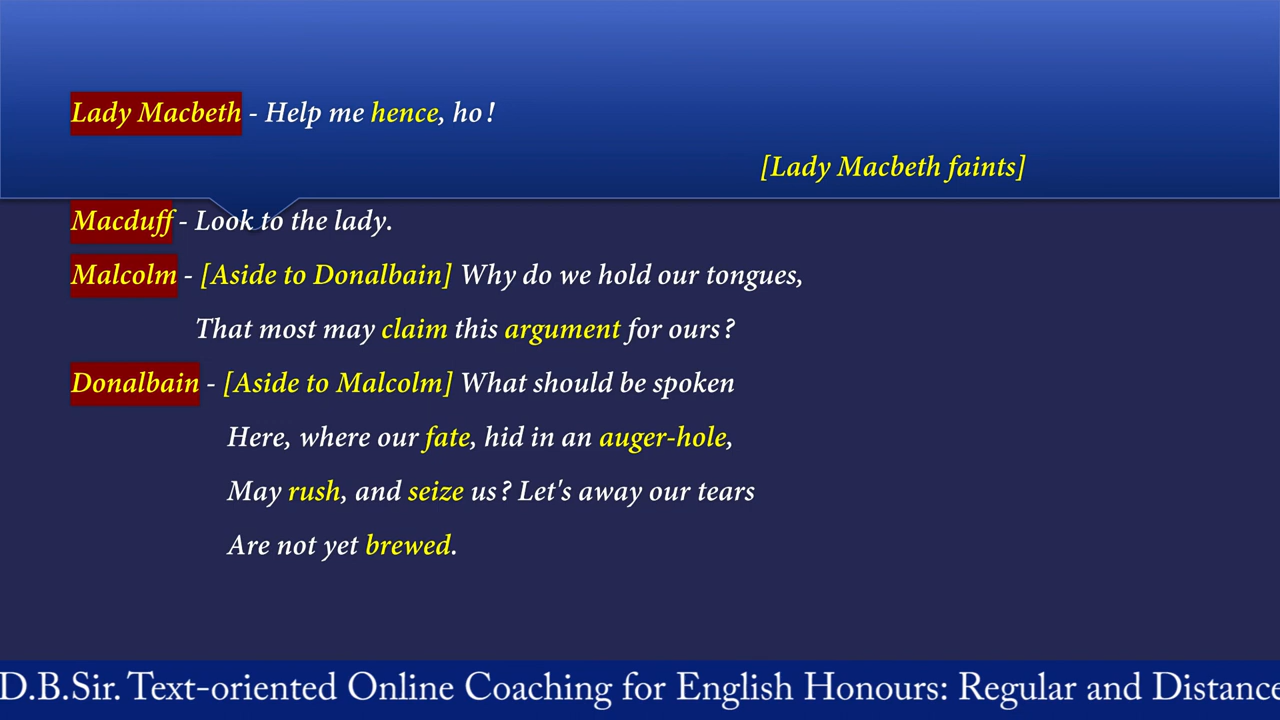 Lady Macbeth - Help me hence, ho!
[Lady Macbeth faints]
Macduff - Look to the lady.
Malcolm - [Aside to Donalbain] Why do we hold our tongues,
That most may claim this argument for ours?
Donalbain - [Aside to Malcolm] What should be spoken
Here, where our fate, hid in an auger-hole,
May rush, and seize us? Let's away our tears
Are not yet brewed.
D.B.Sir. Text-oriented Online Coaching for English Honours: Regular and Distance